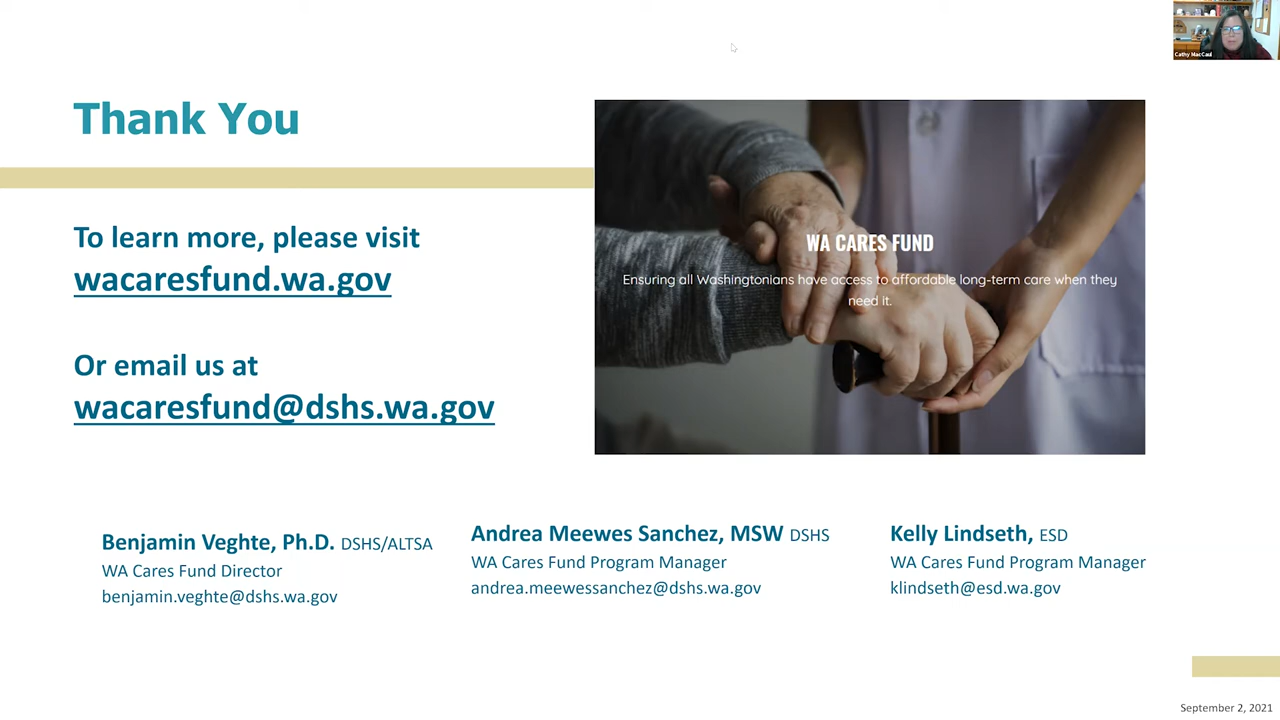 Cathy MacCaul
Thank You
To learn more, please visit
wacaresfund.wa.gov
Or email us at
wacaresfund@dshs.wa.gov
WA CARES FUND
Ensuring all Washingtonians have access to affordable long-term care when they
need it.
Benjamin Veghte, Ph.D. DSHS/ALTSA
WA Cares Fund Director
benjamin.veghte@dshs.wa.gov
Andrea Meewes Sanchez, MSW DSHS
WA Cares Fund Program Manager
andrea.meewessanchez@dshs.wa.gov
Kelly Lindseth, ESD
WA Cares Fund Program Manager
klindseth@esd.wa.gov
September 2, 2021